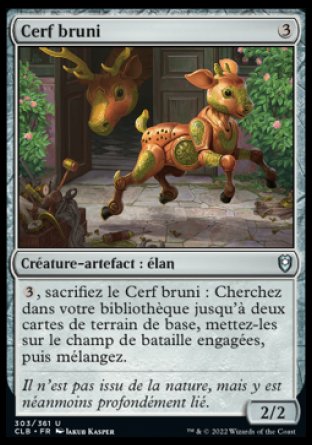 Cerf bruni 3
Créature-artefact : élan
3, sacrifiez le Cerf bruni : Cherchez
dans votre bibliothèque jusqu'à deux
cartes de terrain de base, mettez-les
sur le champ de bataille engagées,
puis mélangez.
Il n'est pas issu de la nature, mais y est
néanmoins profondément lié.
2/2
303/361 U
CLB • FR Jakub Kasper
™ & © 2022 Wizards of the Coast